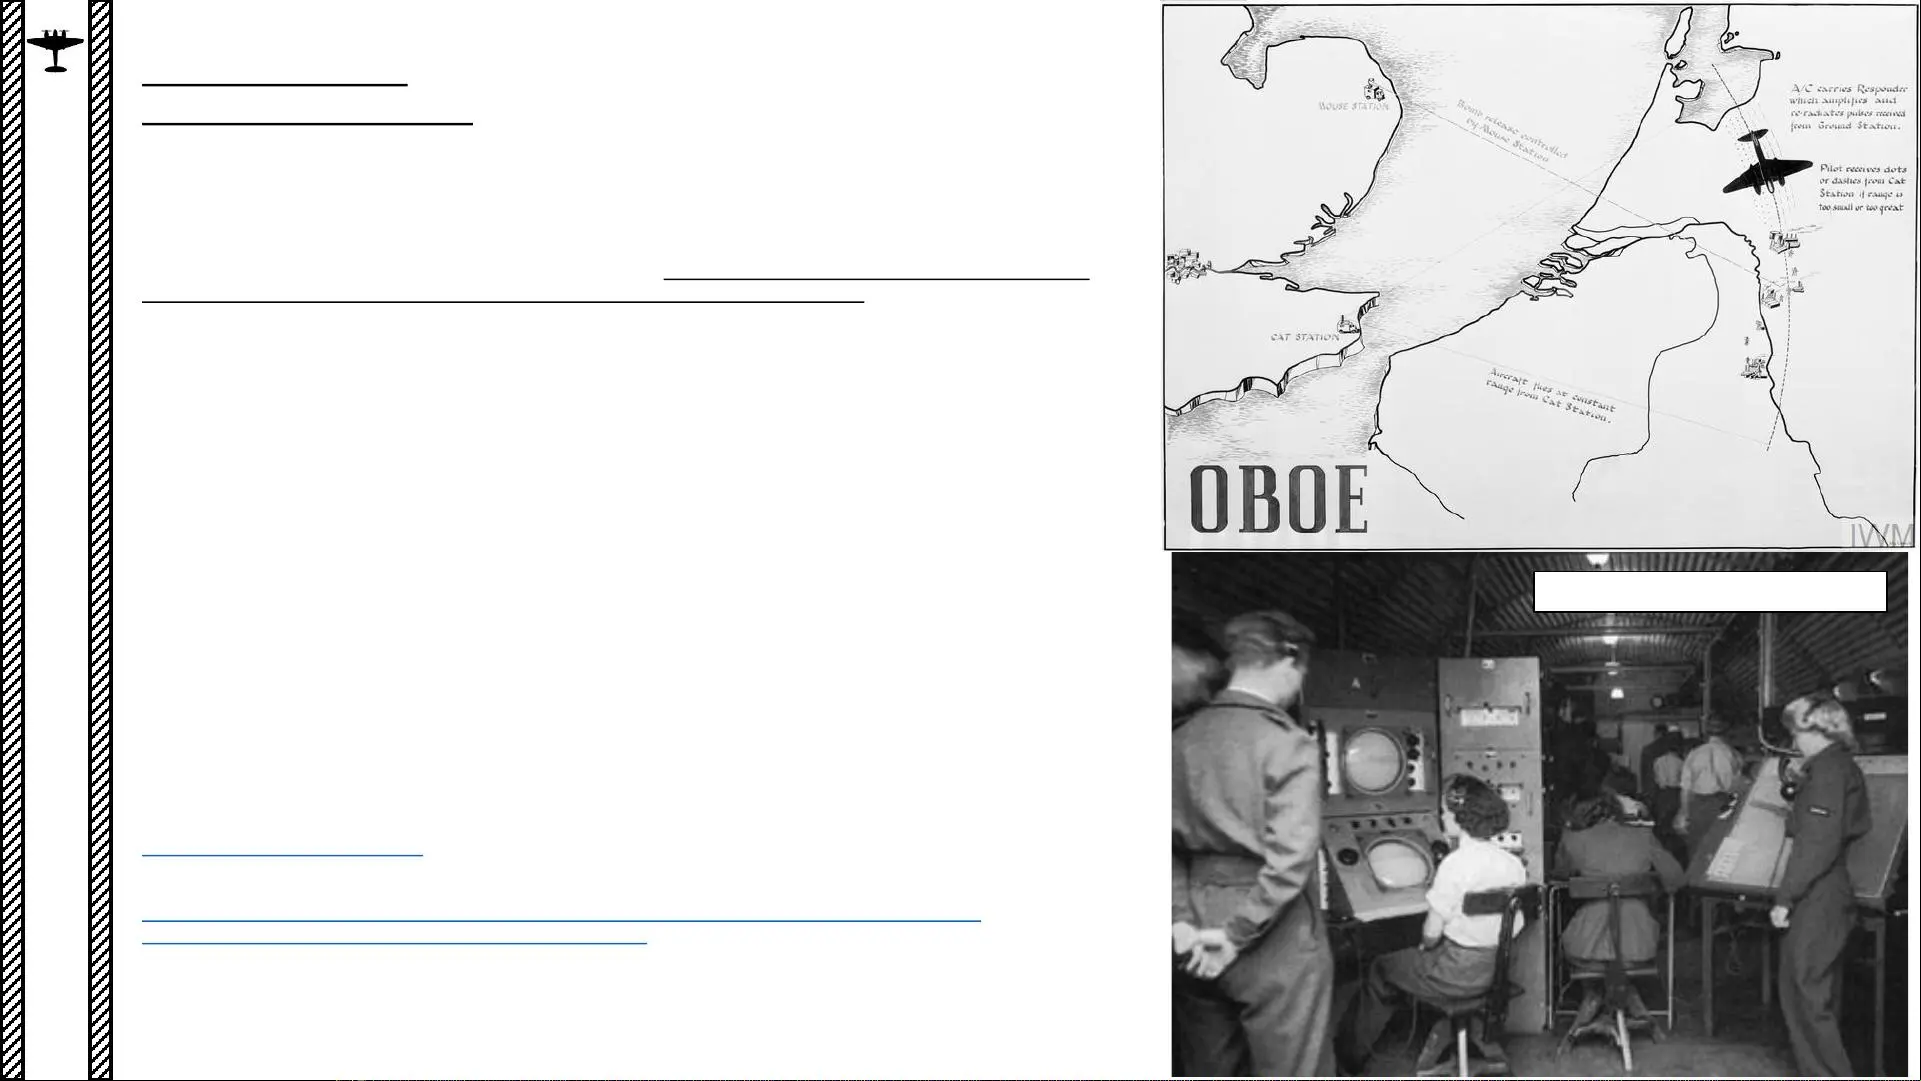 MOUSE STATION
Bomb release controlled
by Mouse Station
A/C carries Responder
which amplifies and
re-radiates pulses received
from Ground Station.
Pilot receives dots
or dashes from Cat
Station if range is
too small or too great
CAT STATION
Aircraft flies at constant
range from Cat Station.
OBOE
IWM
A